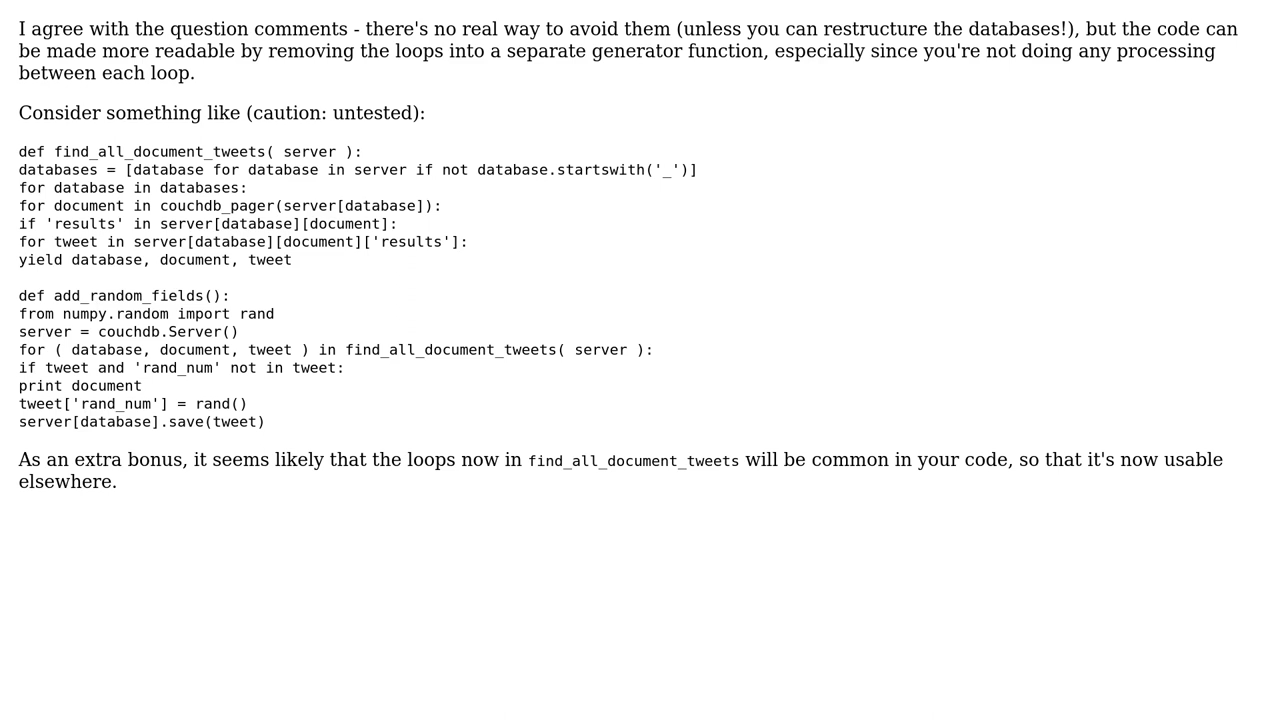 I agree with the question comments - there's no real way to avoid them (unless you can restructure the databases!), but the code can
be made more readable by removing the loops into a separate generator function, especially since you're not doing any processing
between each loop.
Consider something like (caution: untested):
def find_all_document_tweets( server ):
databases = [database for database in server if not database.startswith('_')]
for database in databases:
for document in couchdb_pager(server[database]):
if 'results' in server[database][document]:
for tweet in server[database][document]['results']:
yield database, document, tweet
def add_random_fields():
from numpy.random import rand
server = couchdb.Server()
for ( database, document, tweet ) in find_all_document_tweets( server ):
if tweet and 'rand_num' not in tweet:
print document
tweet['rand_num'] = rand()
server[database].save(tweet)
As an extra bonus, it seems likely that the loops now in find_all_document_tweets will be common in your code, so that it's now usable
elsewhere.